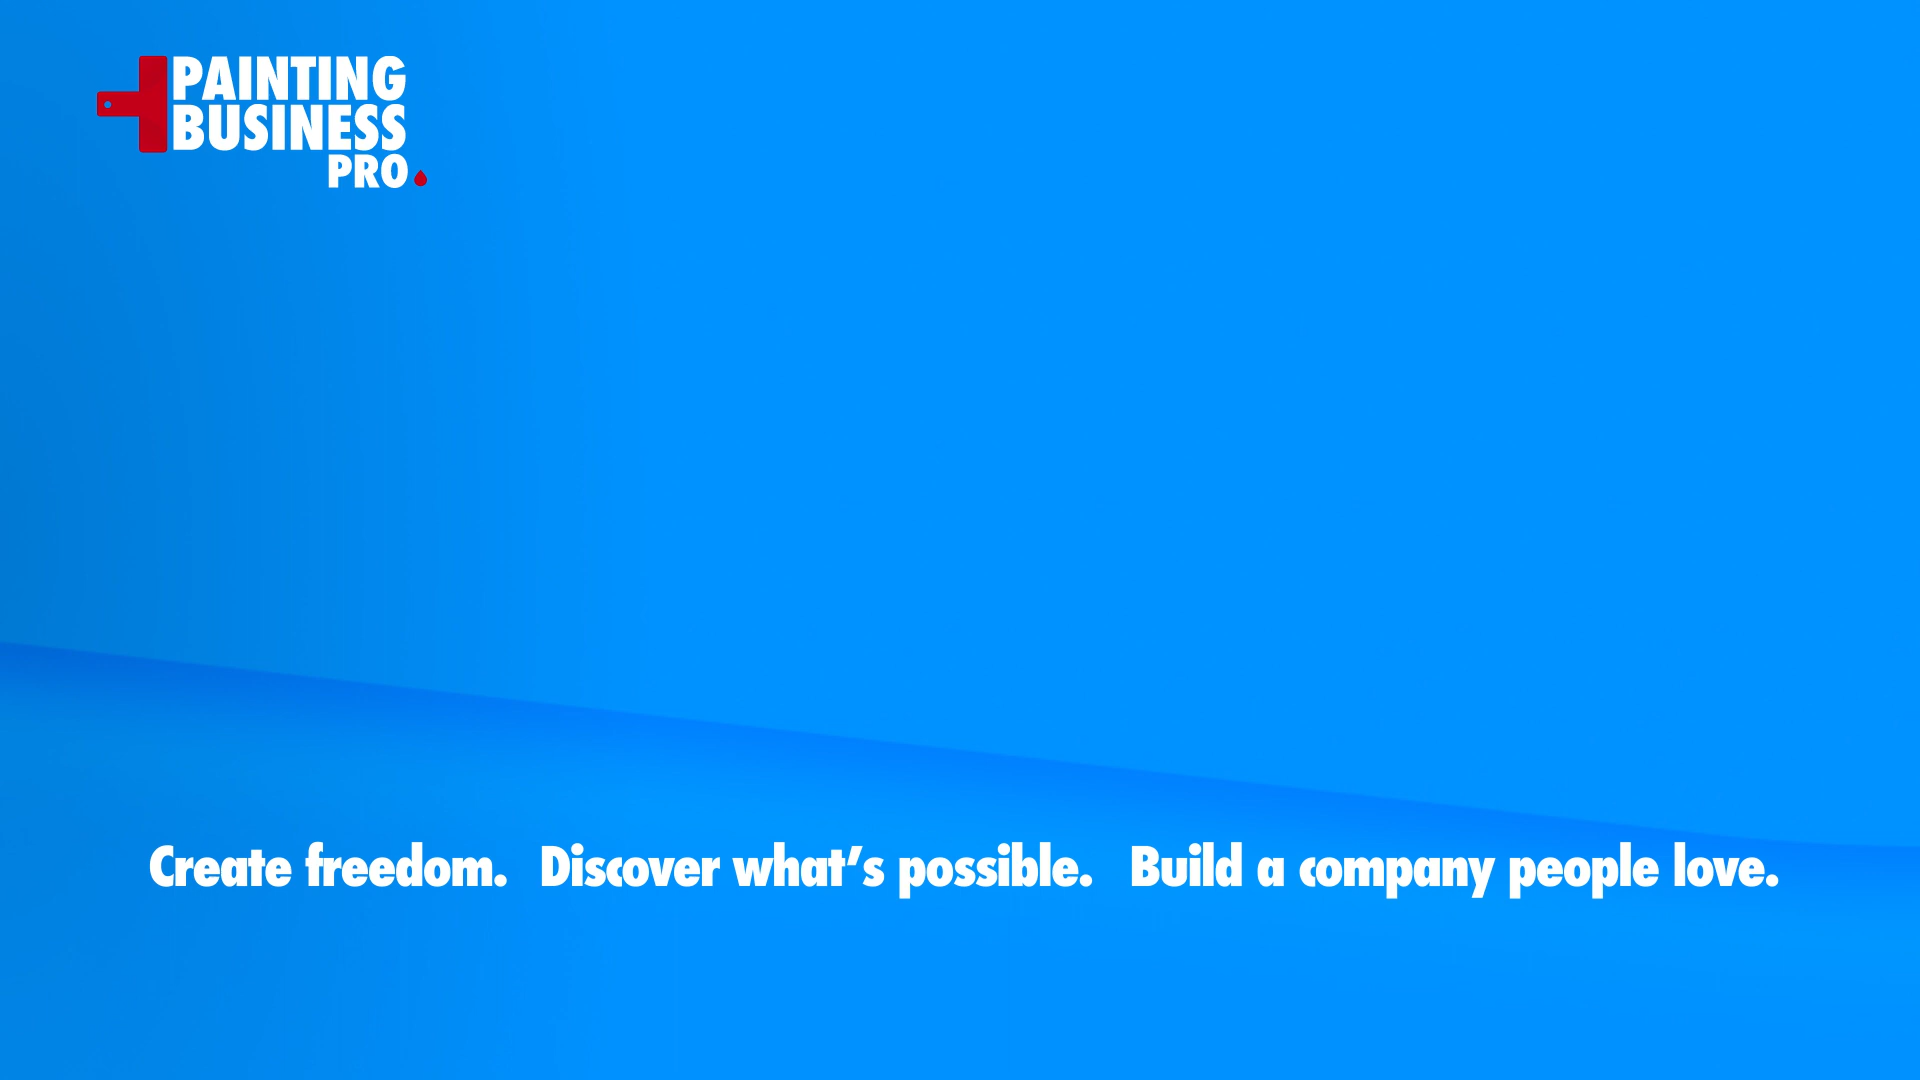 PAINTING
BUSINESS
PRO
Create freedom. Discover what’s possible. Build a company people love.